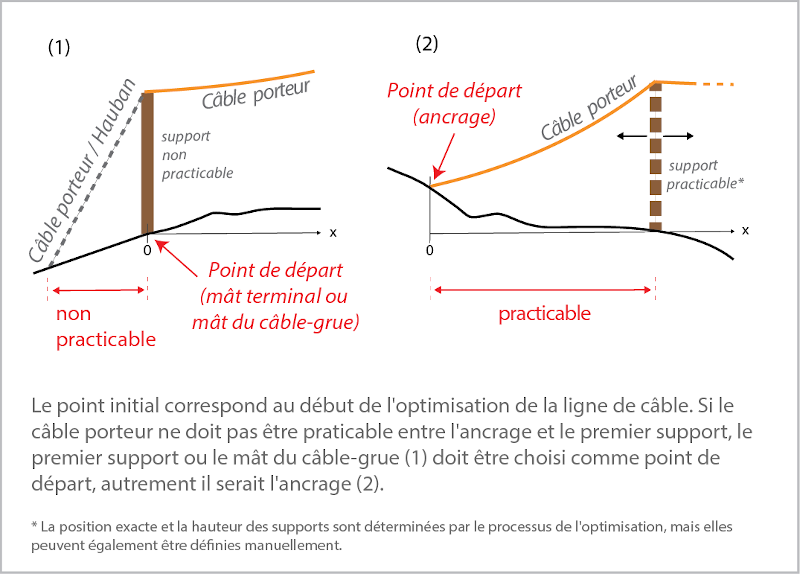 (1)
Câble porteur / Hauban
Câble porteur
support
non
practicable
x
0
Point de départ
(mât terminal ou
mât du câble-grue)
non
practicable
(2)
Point de départ
(ancrage)
Câble porteur
support
practicable*
x
0
practicable
Le point initial correspond au début de l'optimisation de la ligne de câble. Si le
câble porteur ne doit pas être praticable entre l'ancrage et le premier support, le
premier support ou le mât du câble-grue (1) doit être choisi comme point de
départ, autrement il serait l'ancrage (2).
* La position exacte et la hauteur des supports sont déterminées par le processus de l'optimisation, mais elles
peuvent également être définies manuellement.